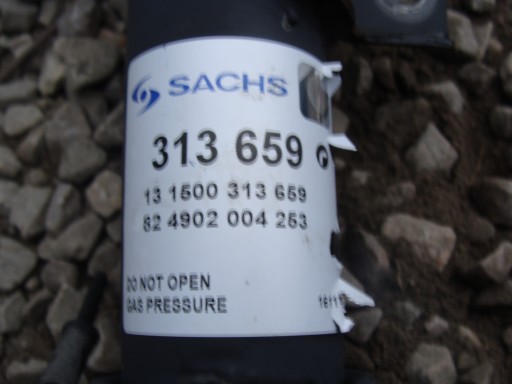 SACHS
313 659
13 1500 313 659
82 4902 004 253
DO NOT OPEN
GAS PRESSURE